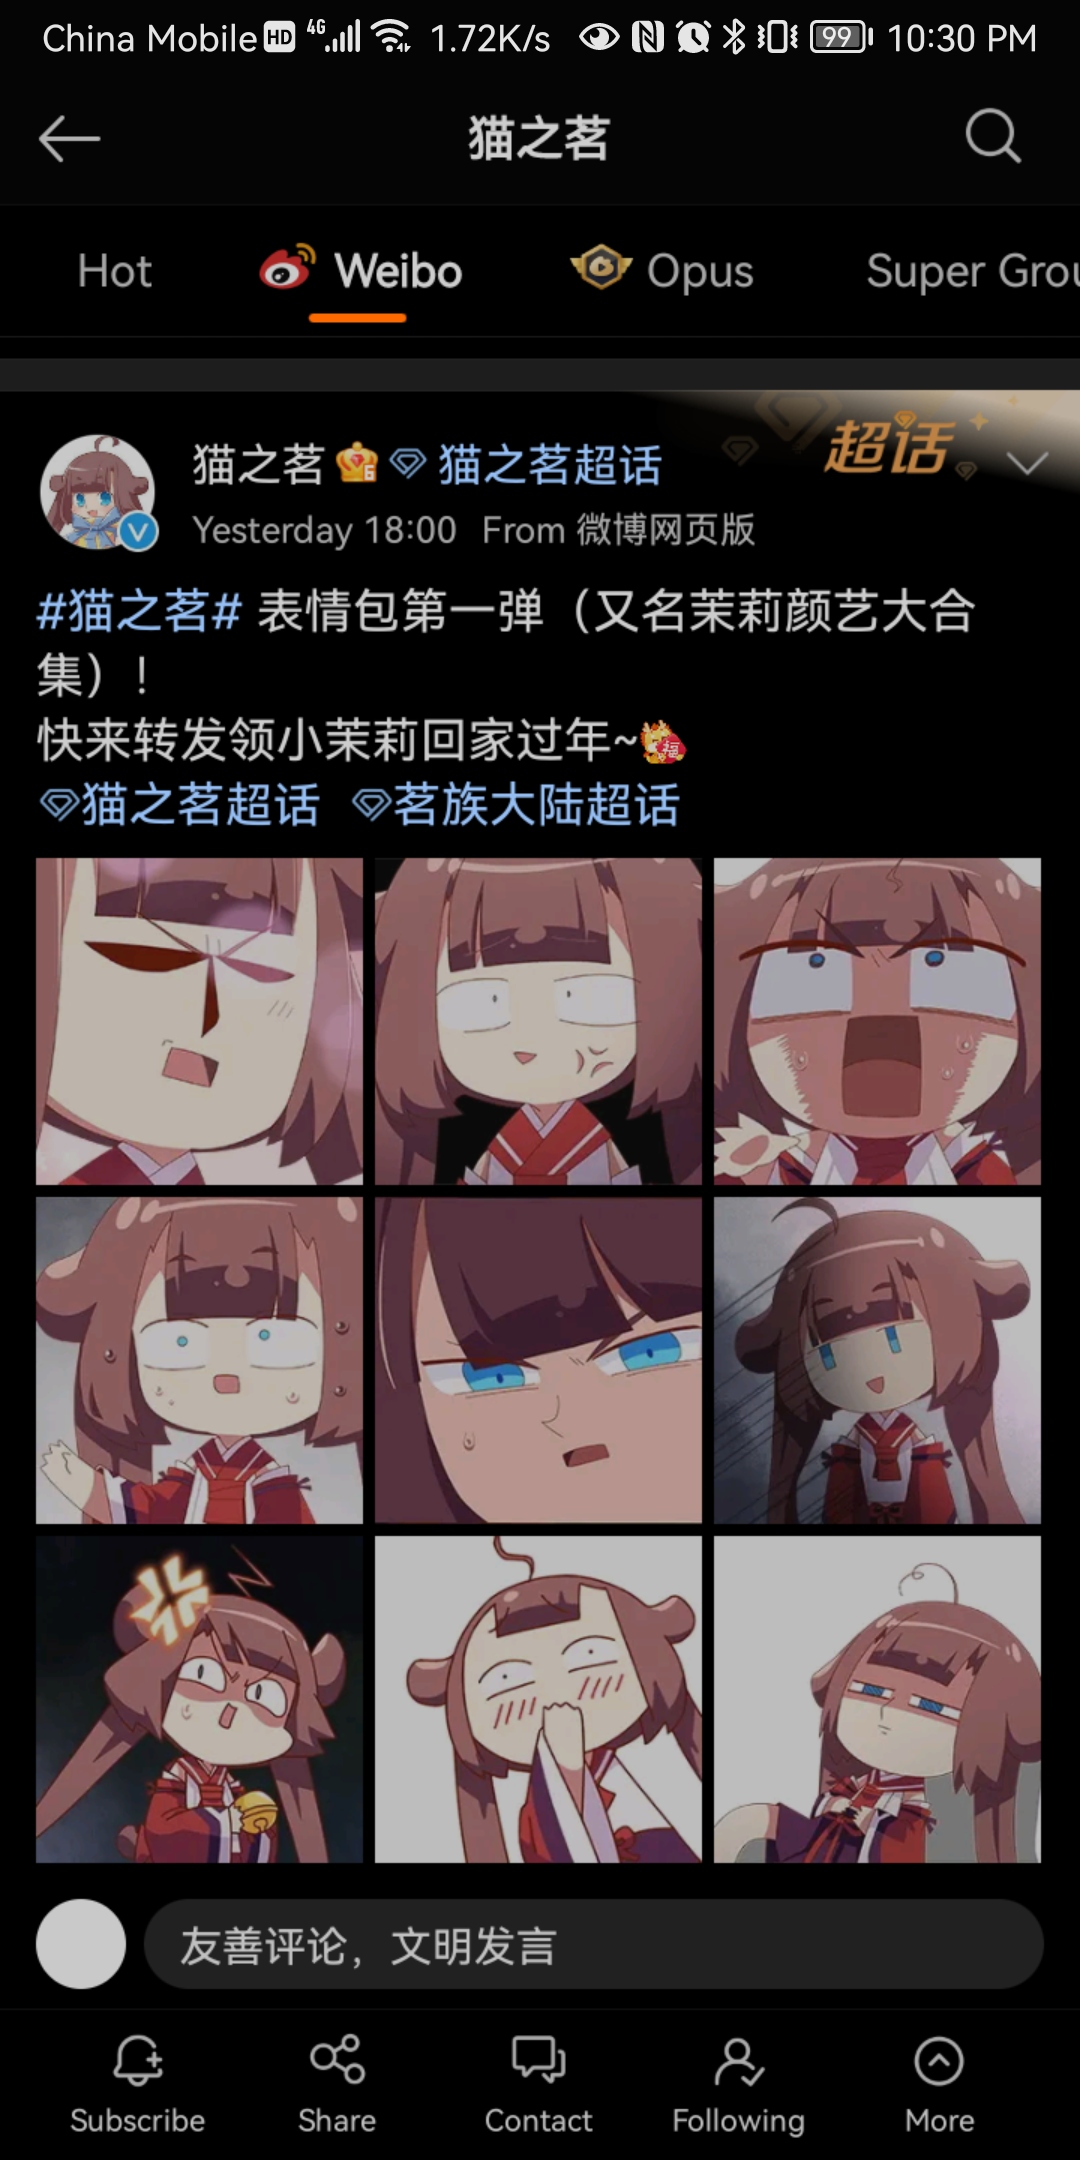 China Mobile HD 4G 1.72K/s 99 10:30 PM
猫之茗
Hot Weibo Opus Super Grou
猫之茗 6 猫之茗超话 超话
Yesterday 18:00 From 微博网页版
#猫之茗# 表情包第一弹（又名茉莉颜艺大合
集）！
快来转发领小茉莉回家过年~
猫之茗超话 茗族大陆超话
友善评论，文明发言
Subscribe Share Contact Following More